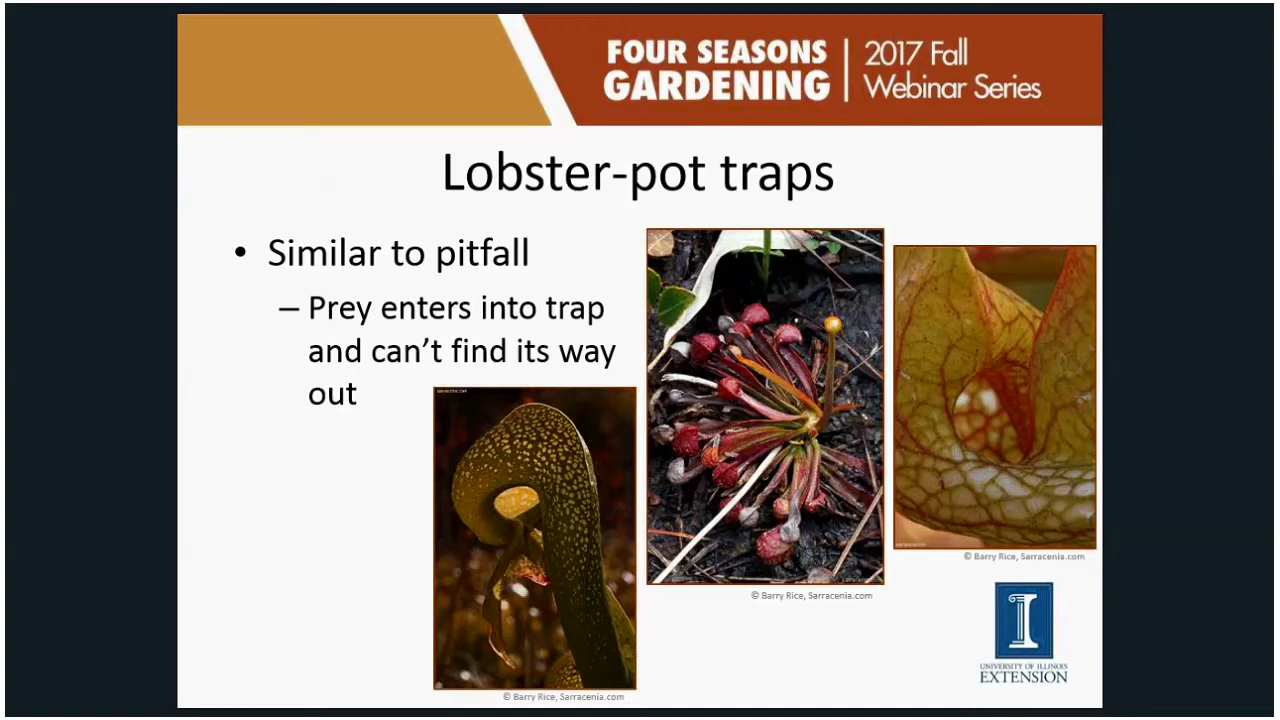 FOUR SEASONS
GARDENING
2017 Fall
Webinar Series
Lobster-pot traps
• Similar to pitfall
– Prey enters into trap
and can't find its way
out
© Barry Rice, Sarracenia.com
© Barry Rice, Sarracenia.com
© Barry Rice, Sarracenia.com
UNIVERSITY OF ILLINOIS
EXTENSION